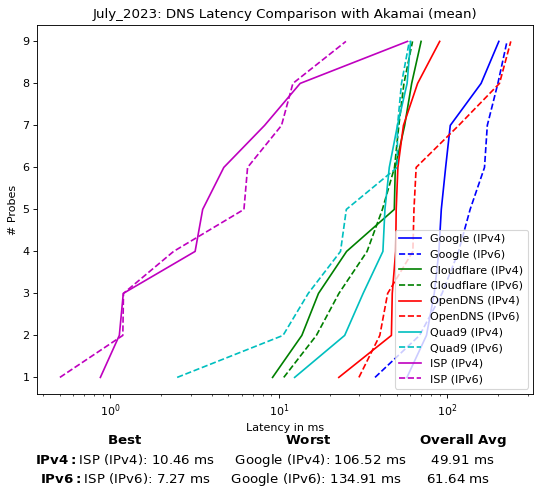 July_2023: DNS Latency Comparison with Akamai (mean)
# Probes
9
8
7
6
5
4
3
2
1
Google (IPv4)
Google (IPv6)
Cloudflare (IPv4)
Cloudflare (IPv6)
OpenDNS (IPv4)
OpenDNS (IPv6)
Quad9 (IPv4)
Quad9 (IPv6)
ISP (IPv4)
ISP (IPv6)
10⁰ 10¹ 10²
Latency in ms
Best Worst Overall Avg
IPv4: ISP (IPv4): 10.46 ms Google (IPv4): 106.52 ms 49.91 ms
IPv6: ISP (IPv6): 7.27 ms Google (IPv6): 134.91 ms 61.64 ms